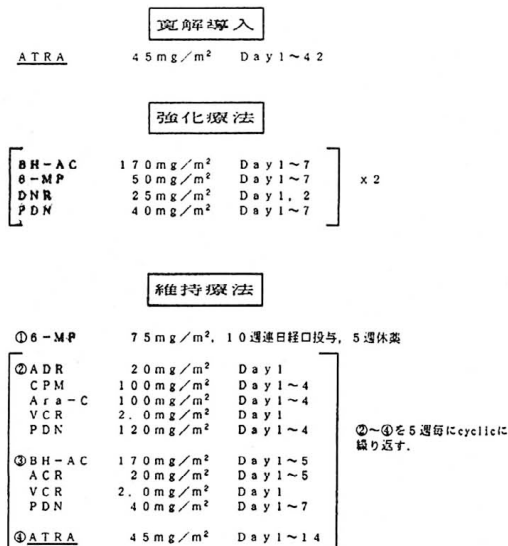 寛解導入
ATRA 45mg/m² Day1~42
強化療法
BH-AC 170mg/m² Day1~7
6-MP 50mg/m² Day1~7
DNR 25mg/m² Day1, 2
PDN 40mg/m² Day1~7
x2
維持療法
①6-MP 75mg/m², 10週連日経口投与, 5週休薬
②ADR 20mg/m² Day1
CPM 100mg/m² Day1~4
Ara-C 100mg/m² Day1~4
VCR 2.0mg/m² Day1
PDN 120mg/m² Day1~4
②~④を5週毎にcyclicに
繰り返す.
③BH-AC 170mg/m² Day1~5
ACR 20mg/m² Day1~5
VCR 2.0mg/m² Day1
PDN 40mg/m² Day1~7
④ATRA 45mg/m² Day1~14